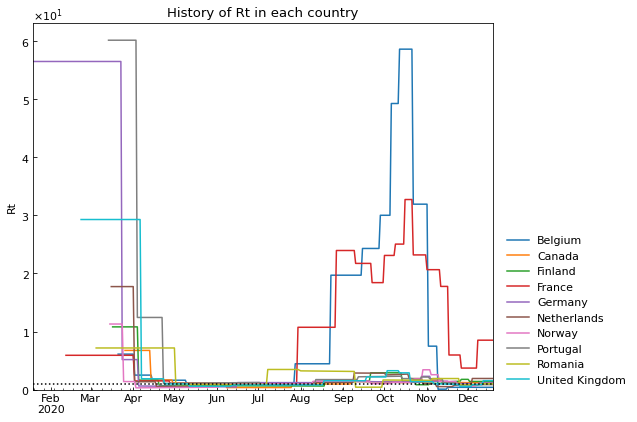 History of Rt in each country
×10¹
6
5
4
3
2
1
0
Rt
Feb Mar Apr May Jun Jul Aug Sep Oct Nov Dec
2020
Belgium
Canada
Finland
France
Germany
Netherlands
Norway
Portugal
Romania
United Kingdom